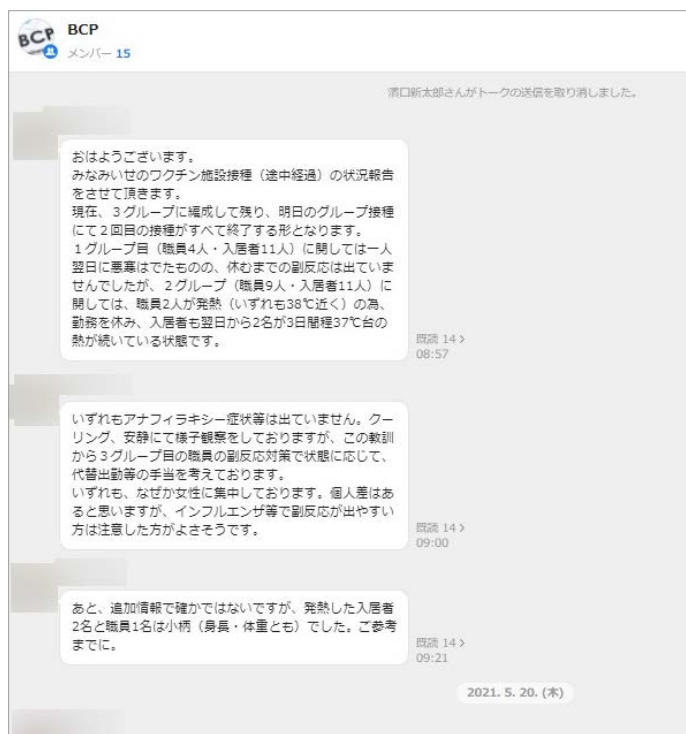 BCP
BCP
メンバー 15
濱口新太郎さんがトークの送信を取り消しました。
おはようございます。
みなみいせのワクチン施設接種（途中経過）の状況報告
をさせて頂きます。
現在、３グループに編成して残り、明日のグループ接種
にて２回目の接種がすべて終了する形となります。
１グループ目（職員4人・入居者11人）に関しては一人
翌日に悪寒はでたものの、休むまでの副反応は出ていま
せんでしたが、２グループ（職員9人・入居者11人）に
関しては、職員2人が発熱（いずれも38℃近く）の為、
勤務を休み、入居者も翌日から2名が3日間程37℃台の
熱が続いている状態です。
既読 14 >
08:57
いずれもアナフィラキシー症状等は出ていません。クー
リング、安静にて様子観察をしておりますが、この教訓
から３グループ目の職員の副反応対策で状態に応じて、
代替出勤等の手当を考えております。
いずれも、なぜか女性に集中しております。個人差はあ
ると思いますが、インフルエンザ等で副反応が出やすい
方は注意した方がよさそうです。
既読 14 >
09:00
あと、追加情報で確かではないですが、発熱した入居者
2名と職員1名は小柄（身長・体重とも）でした。ご参考
までに。
既読 14 >
09:21
2021. 5. 20. (木)